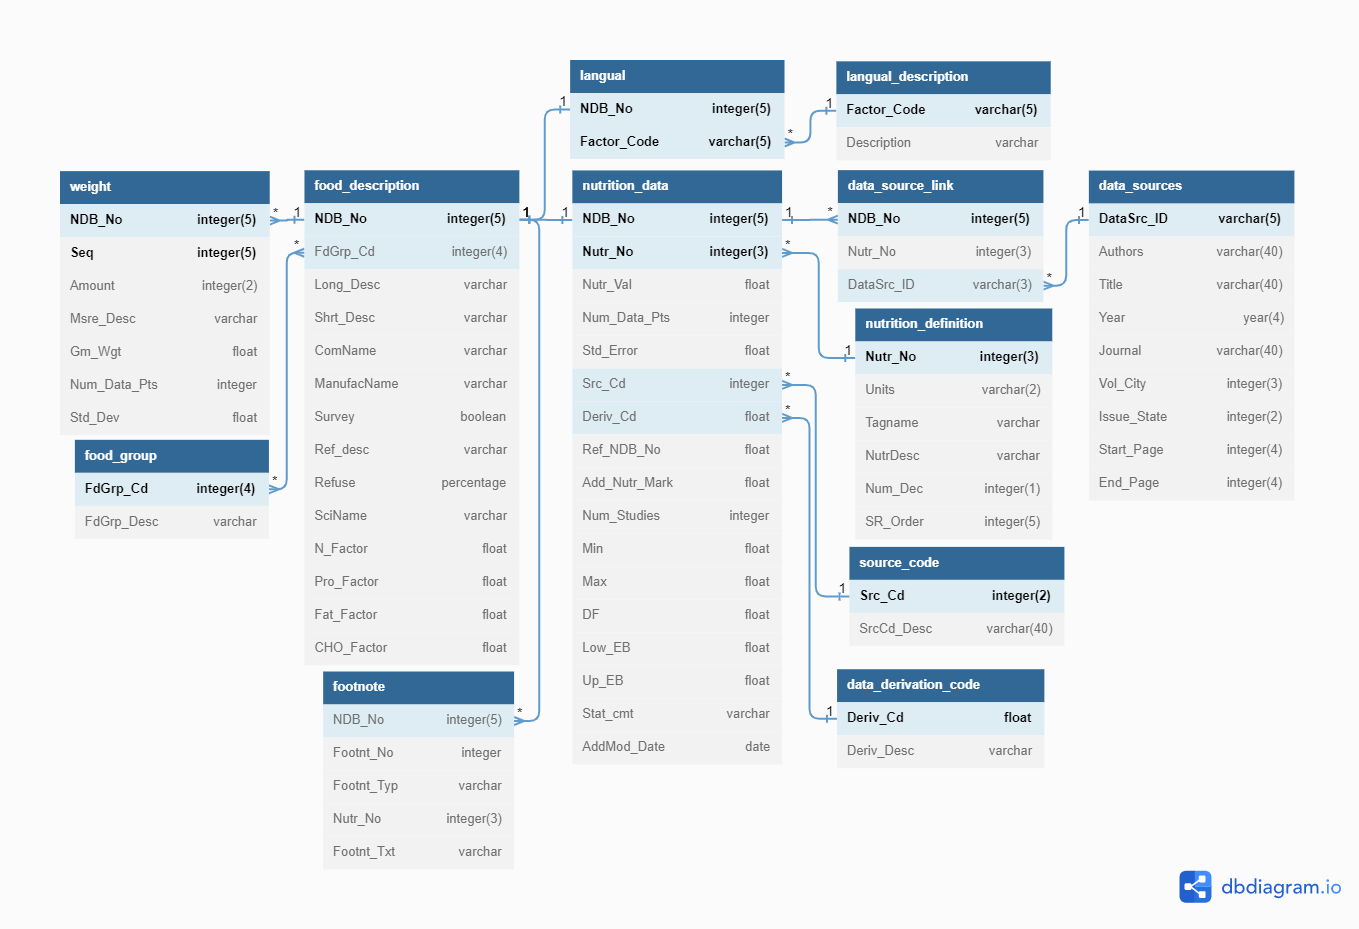 langual
NDB_No integer(5)
Factor_Code varchar(5)
langual_description
Factor_Code varchar(5)
Description varchar
weight
NDB_No integer(5)
Seq integer(5)
Amount integer(2)
Msre_Desc varchar
Gm_Wgt float
Num_Data_Pts integer
Std_Dev float
food_description
NDB_No integer(5)
FdGrp_Cd integer(4)
Long_Desc varchar
Shrt_Desc varchar
ComName varchar
ManufacName varchar
Survey boolean
Ref_desc varchar
Refuse percentage
SciName varchar
N_Factor float
Pro_Factor float
Fat_Factor float
CHO_Factor float
nutrition_data
NDB_No integer(5)
Nutr_No integer(3)
Nutr_Val float
Num_Data_Pts integer
Std_Error float
Src_Cd integer
Deriv_Cd float
Ref_NDB_No float
Add_Nutr_Mark float
Num_Studies integer
Min float
Max float
DF float
Low_EB float
Up_EB float
Stat_cmt varchar
AddMod_Date date
data_source_link
NDB_No integer(5)
Nutr_No integer(3)
DataSrc_ID varchar(3)
data_sources
DataSrc_ID varchar(5)
Authors varchar(40)
Title varchar(40)
Year year(4)
Journal varchar(40)
Vol_City integer(3)
Issue_State integer(2)
Start_Page integer(4)
End_Page integer(4)
nutrition_definition
Nutr_No integer(3)
Units varchar(2)
Tagname varchar
NutrDesc varchar
Num_Dec integer(1)
SR_Order integer(5)
food_group
FdGrp_Cd integer(4)
FdGrp_Desc varchar
source_code
Src_Cd integer(2)
SrcCd_Desc varchar(40)
footnote
NDB_No integer(5)
Footnt_No integer
Footnt_Typ varchar
Nutr_No integer(3)
Footnt_Txt varchar
data_derivation_code
Deriv_Cd float
Deriv_Desc varchar
1
1
*
*
1
1
1
1
*
1
*
*
*
*
1
*
*
1
1
*
dbdiagram.io